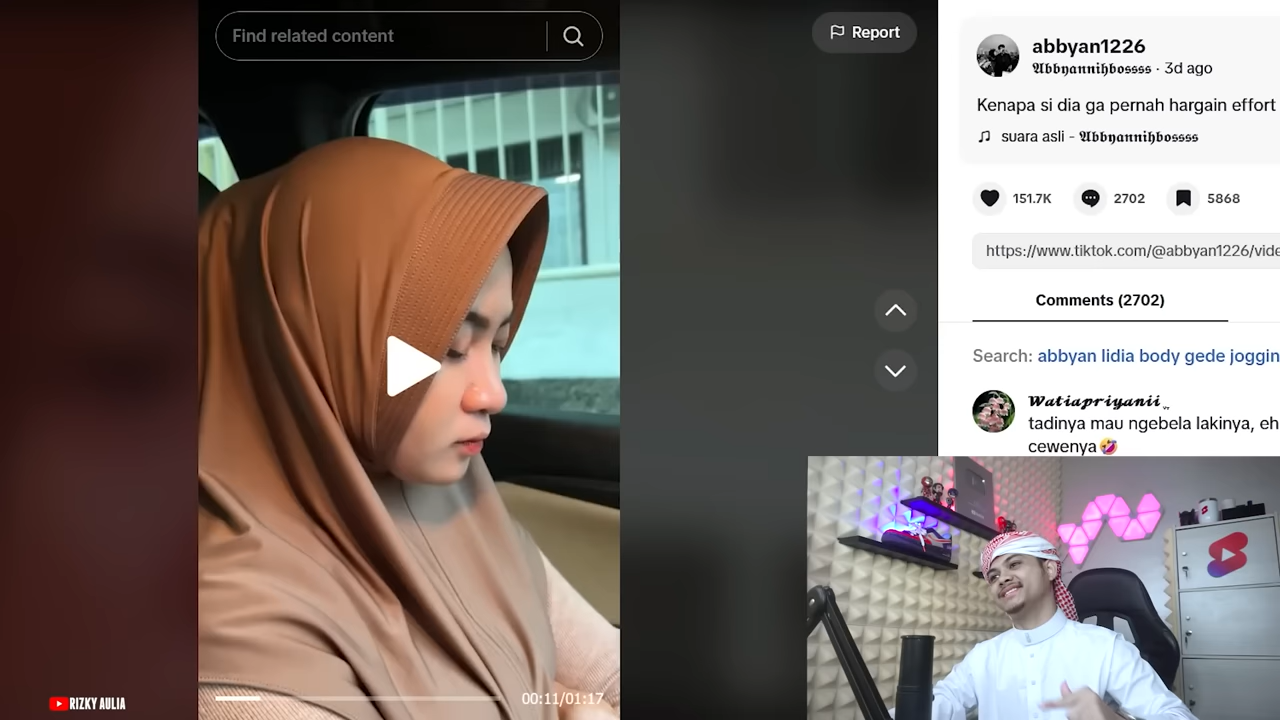 Find related content
Report
abbyan1226
𝕬𝖇𝖇𝖞𝖆𝖓𝖓𝖎𝖍𝖇𝖔𝖘𝖘𝖘𝖘 · 3d ago
Kenapa si dia ga pernah hargain effort
suara asli - 𝕬𝖇𝖇𝖞𝖆𝖓𝖓𝖎𝖍𝖇𝖔𝖘𝖘𝖘𝖘
151.7K
2702
5868
https://www.tiktok.com/@abbyan1226/vide
Comments (2702)
Search: abbyan lidia body gede joggin
𝓦𝓪𝓽𝓲𝓪𝓹𝓻𝓲𝔂𝓪𝓷𝓲𝓲
tadinya mau ngebela lakinya, eh
cewenya🤣
00:11/01:17
RIZKY AULIA